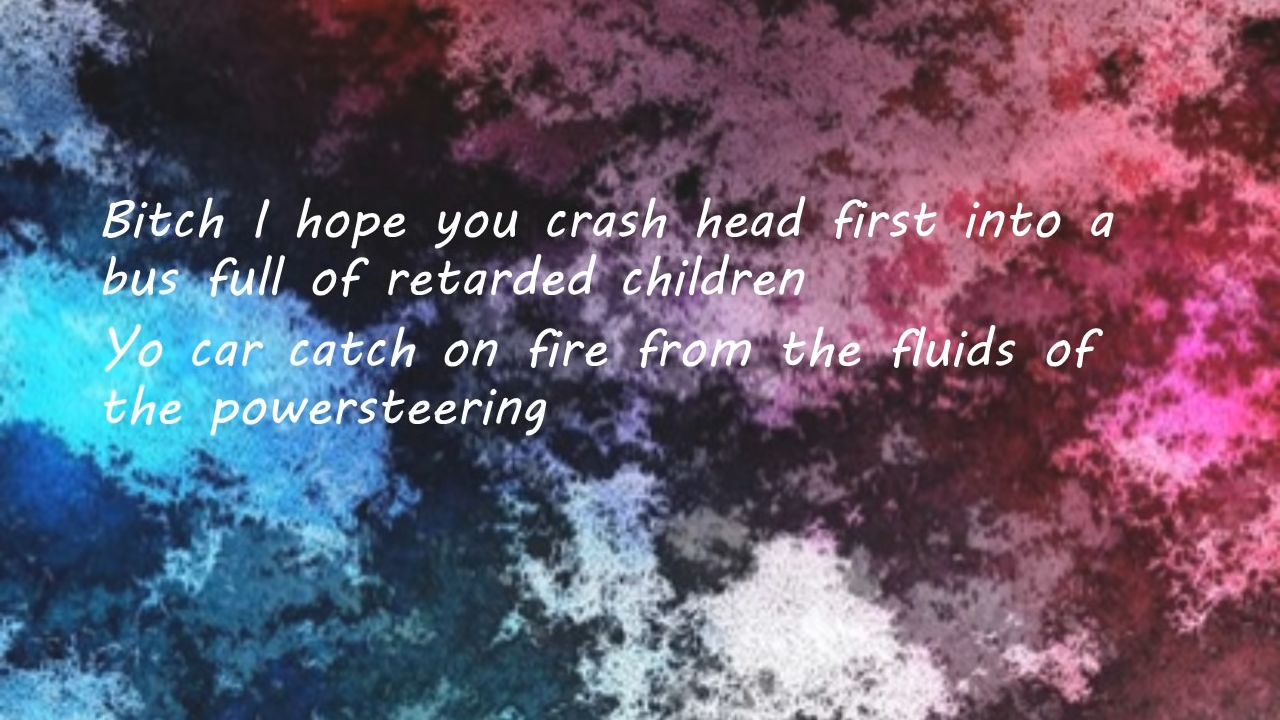 Bitch I hope you crash head first into a
bus full of retarded children
Yo car catch on fire from the fluids of
the powersteering